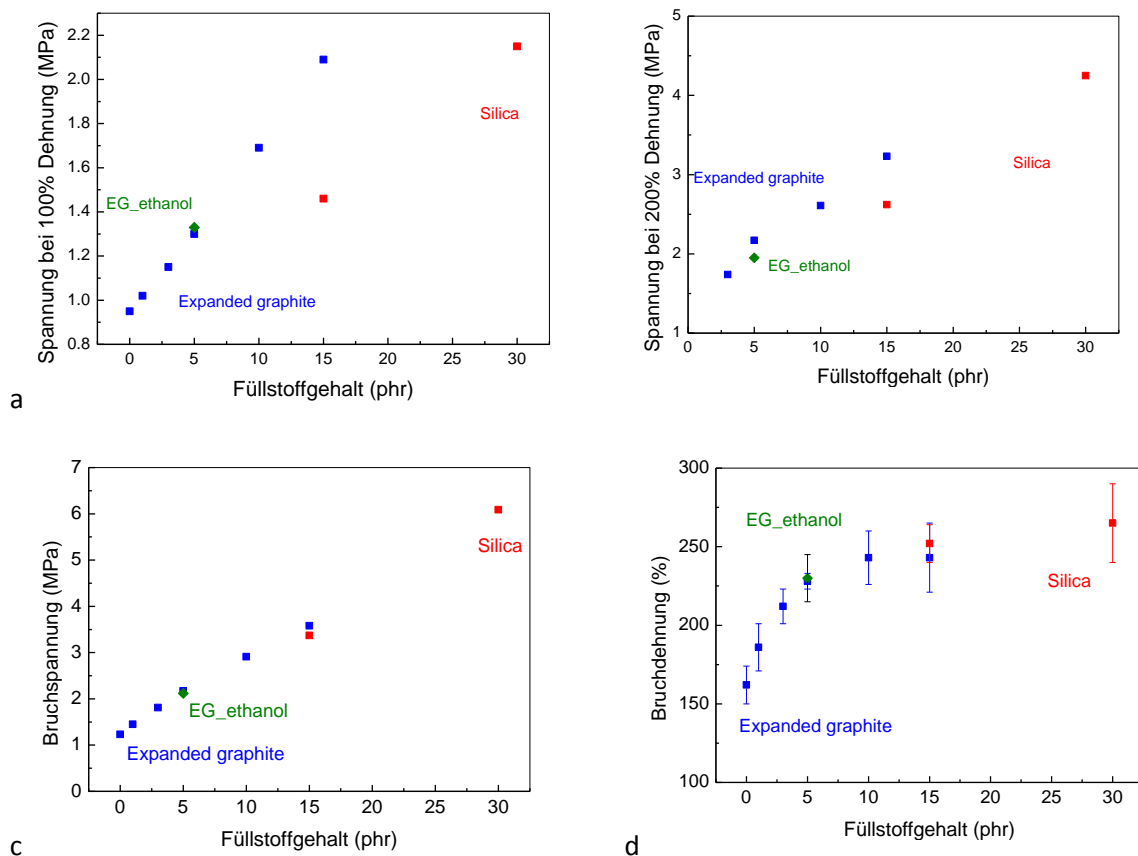 Spannung bei 100% Dehnung (MPa)
2.2
2.0
1.8
1.6
1.4
1.2
1.0
0.8
Silica
EG_ethanol
Expanded graphite
0 5 10 15 20 25 30
Füllstoffgehalt (phr)
a
Spannung bei 200% Dehnung (MPa)
5
4
3
2
1
Expanded graphite
Silica
EG_ethanol
0 5 10 15 20 25 30
Füllstoffgehalt (phr)
Bruchspannung (MPa)
7
6
5
4
3
2
1
0
Silica
EG_ethanol
Expanded graphite
0 5 10 15 20 25 30
Füllstoffgehalt (phr)
c
Bruchdehnung (%)
300
250
200
150
100
EG_ethanol
Silica
Expanded graphite
0 5 10 15 20 25 30
Füllstoffgehalt (phr)
d